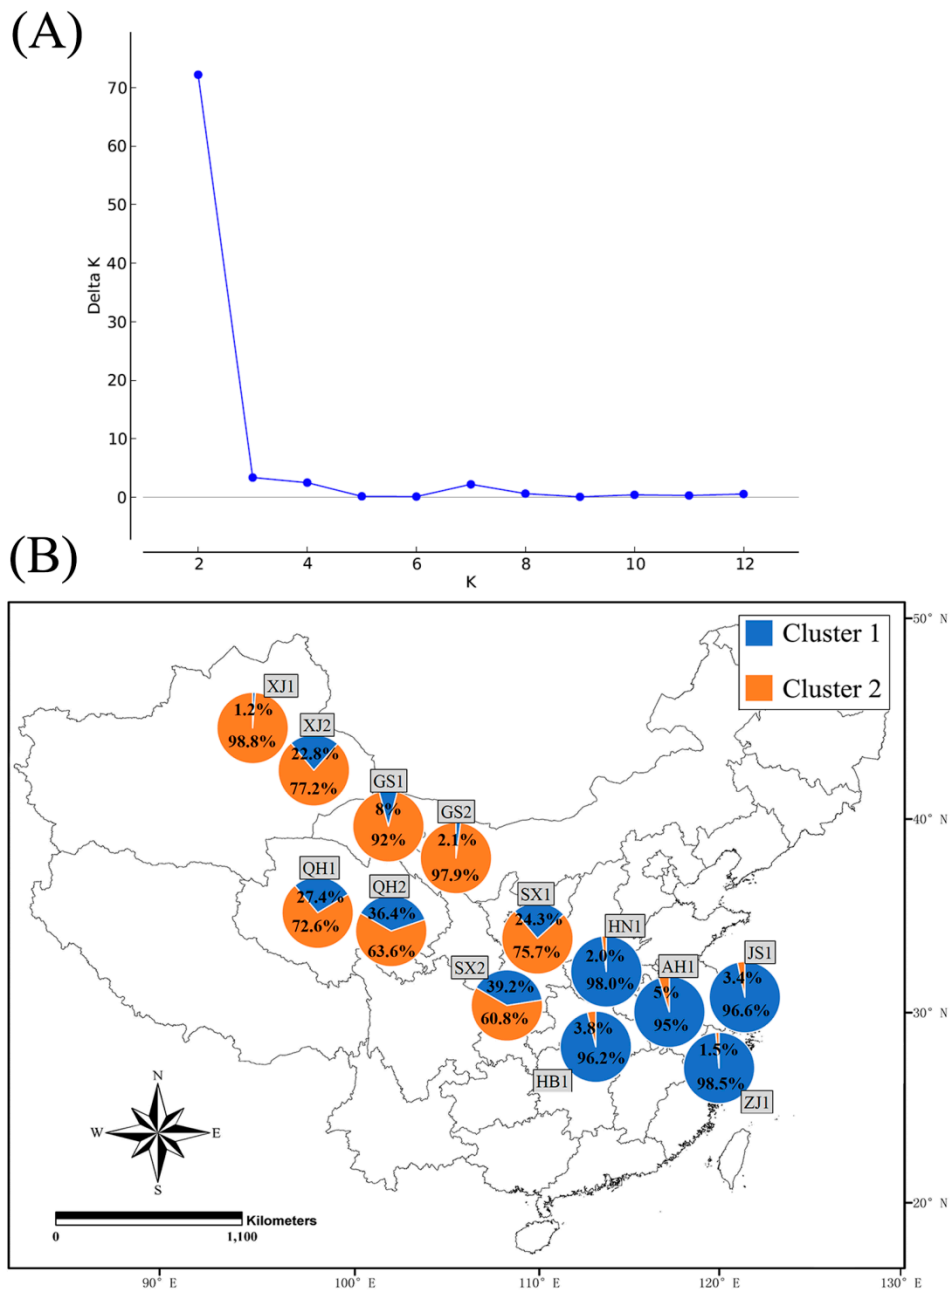 (A)
70
60
50
40
30
20
10
0
Delta K
2 4 6 8 10 12
K
(B)
Cluster 1
Cluster 2
50° N
40° N
30° N
20° N
XJ1
1.2%
98.8%
XJ2
22.8%
77.2%
GS1
8%
92%
GS2
2.1%
97.9%
QH1
27.4%
72.6%
QH2
36.4%
63.6%
SX1
24.3%
75.7%
HN1
2.0%
98.0%
AH1
5%
95%
JS1
3.4%
96.6%
SX2
39.2%
60.8%
HB1
3.8%
96.2%
ZJ1
1.5%
98.5%
N
W E
S
Kilometers
0 1,100
90° E 100° E 110° E 120° E 130° E